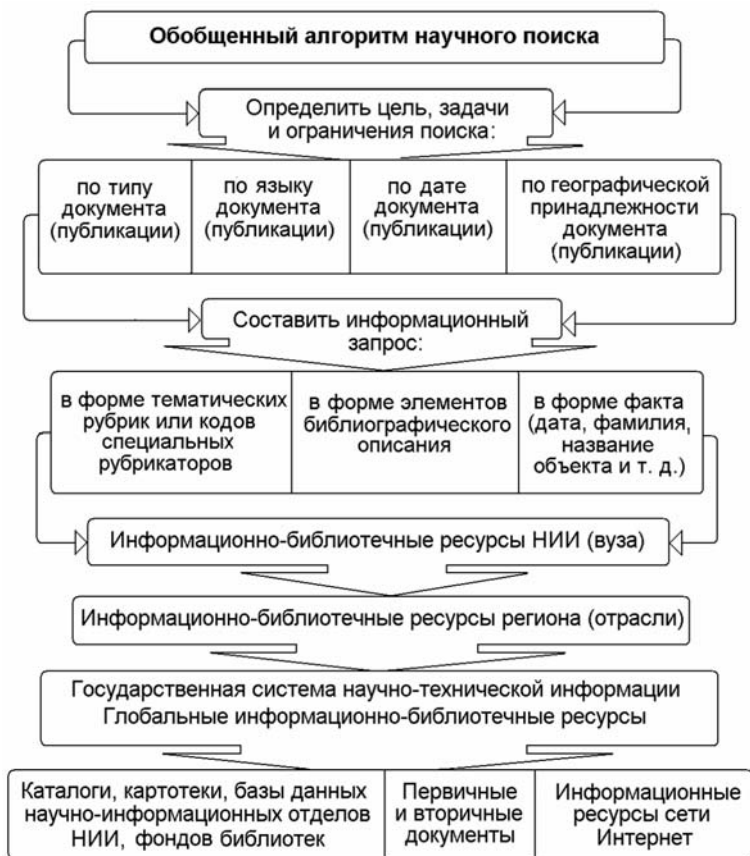 Обобщенный алгоритм научного поиска
Определить цель, задачи
и ограничения поиска:
по типу
документа
(публикации)
по языку
документа
(публикации)
по дате
документа
(публикации)
по географической
принадлежности
документа
(публикации)
Составить информационный
запрос:
в форме тематических
рубрик или кодов
специальных
рубрикаторов
в форме элементов
библиографического
описания
в форме факта
(дата, фамилия,
название
объекта и т. д.)
Информационно-библиотечные ресурсы НИИ (вуза)
Информационно-библиотечные ресурсы региона (отрасли)
Государственная система научно-технической информации
Глобальные информационно-библиотечные ресурсы
Каталоги, картотеки, базы данных
научно-информационных отделов
НИИ, фондов библиотек
Первичные
и вторичные
документы
Информационные
ресурсы сети
Интернет